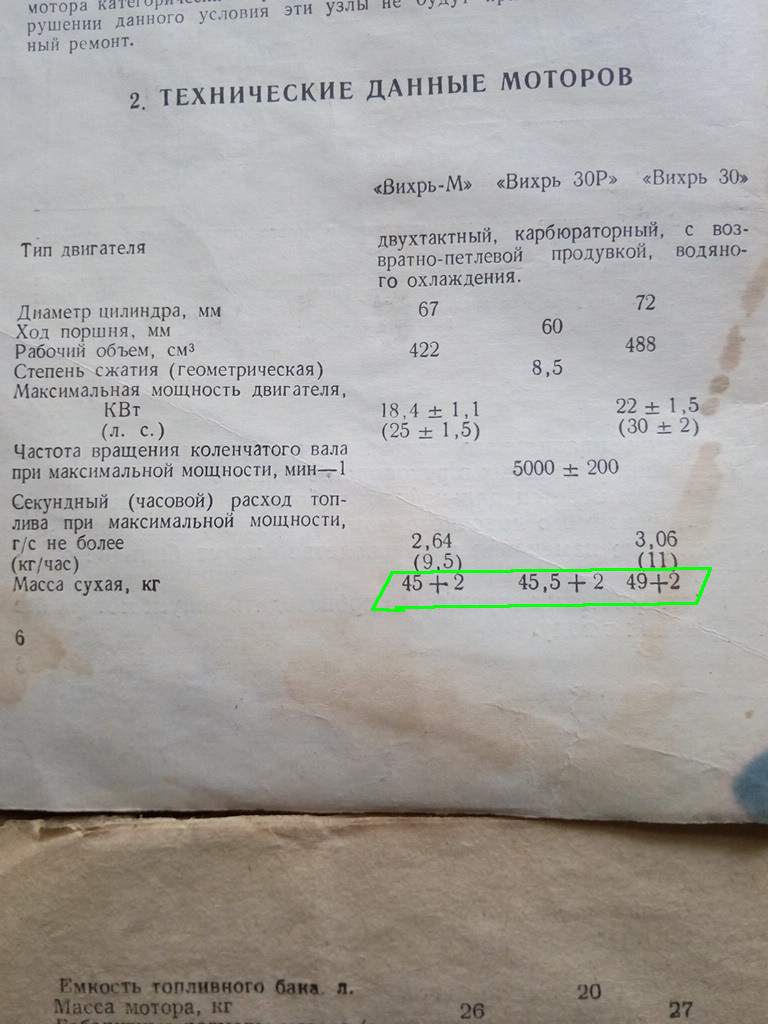 мотора
рушении данного условия эти узлы не будут
ный ремонт.
2. ТЕХНИЧЕСКИЕ ДАННЫЕ МОТОРОВ
«Вихрь-М» «Вихрь 30Р» «Вихрь 30»
Тип двигателя двухтактный, карбюраторный, с воз-
вратно-петлевой продувкой, водяно-
го охлаждения.
Диаметр цилиндра, мм 67 72
Ход поршня, мм 60
Рабочий объем, см³ 422 488
Степень сжатия (геометрическая) 8,5
Максимальная мощность двигателя,
КВт 18,4 ± 1,1 22 ± 1,5
(л. с.) (25 ± 1,5) (30 ± 2)
Частота вращения коленчатого вала
при максимальной мощности, мин—1 5000 ± 200
Секундный (часовой) расход топ-
лива при максимальной мощности,
г/с не более 2,64 3,06
(кг/час) (9,5) (11)
Масса сухая, кг 45+2 45,5+2 49+2
6
Емкость топливного бака л. 20
Масса мотора, кг 26 27